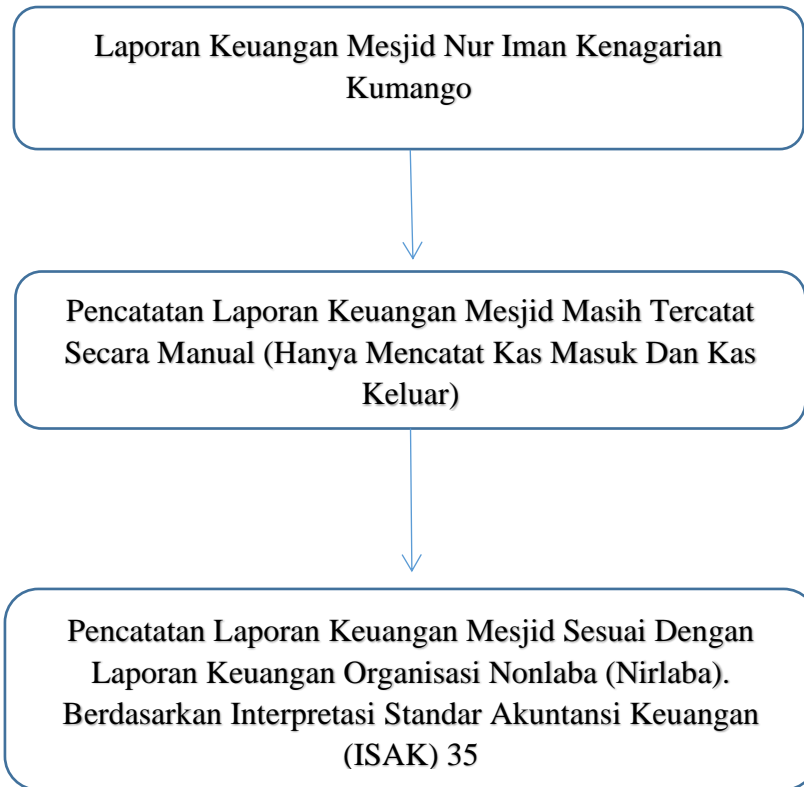 Laporan Keuangan Mesjid Nur Iman Kenagarian
Kumango
Pencatatan Laporan Keuangan Mesjid Masih Tercatat
Secara Manual (Hanya Mencatat Kas Masuk Dan Kas
Keluar)
Pencatatan Laporan Keuangan Mesjid Sesuai Dengan
Laporan Keuangan Organisasi Nonlaba (Nirlaba).
Berdasarkan Interpretasi Standar Akuntansi Keuangan
(ISAK) 35